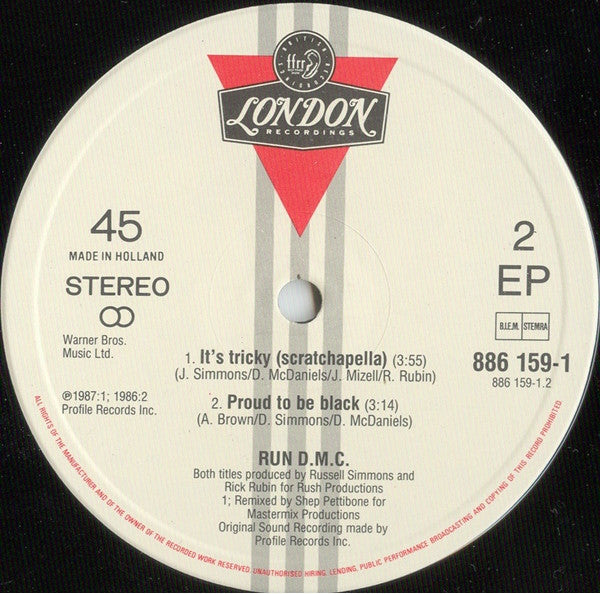 BRITISH
ffrr
RECORDINGS
LONDON
RECORDINGS
45
MADE IN HOLLAND
STEREO
2
EP
B.I.E.M. STEMRA
Warner Bros.
Music Ltd.
886 159-1
886 159-1.2
1. It's tricky (scratchapella) (3:55)
(J. Simmons/D. McDaniels/J. Mizell/R. Rubin)
2. Proud to be black (3:14)
(A. Brown/D. Simmons/D. McDaniels)
℗1987:1; 1986:2
Profile Records Inc.
RUN D.M.C.
Both titles produced by Russell Simmons and
Rick Rubin for Rush Productions
1; Remixed by Shep Pettibone for
Mastermix Productions
Original Sound Recording made by
Profile Records Inc.
ALL RIGHTS OF THE MANUFACTURER AND OF THE OWNER OF THE RECORDED WORK RESERVED. UNAUTHORISED HIRING, LENDING, PUBLIC PERFORMANCE BROADCASTING AND COPYING OF THIS RECORD PROHIBITED